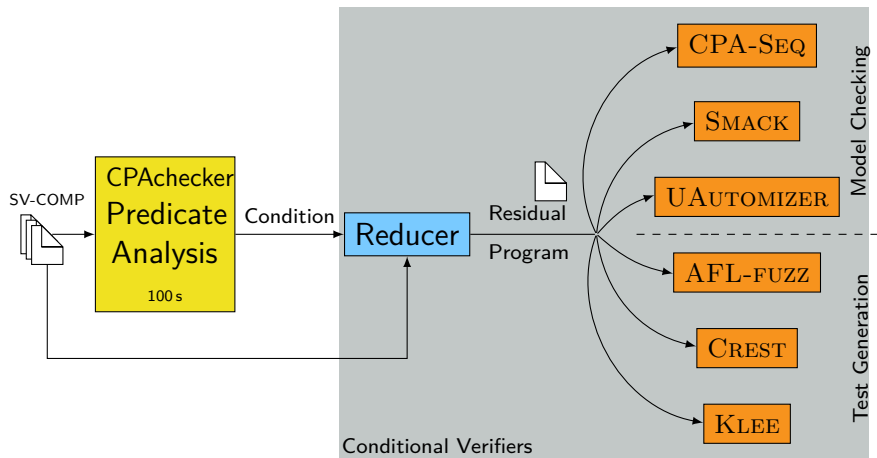 SV-COMP
CPAchecker
Predicate
Analysis
100 s
Condition
Reducer
Residual
Program
CPA-SEQ
SMACK
UAUTOMIZER
AFL-FUZZ
CREST
KLEE
Model Checking
Test Generation
Conditional Verifiers